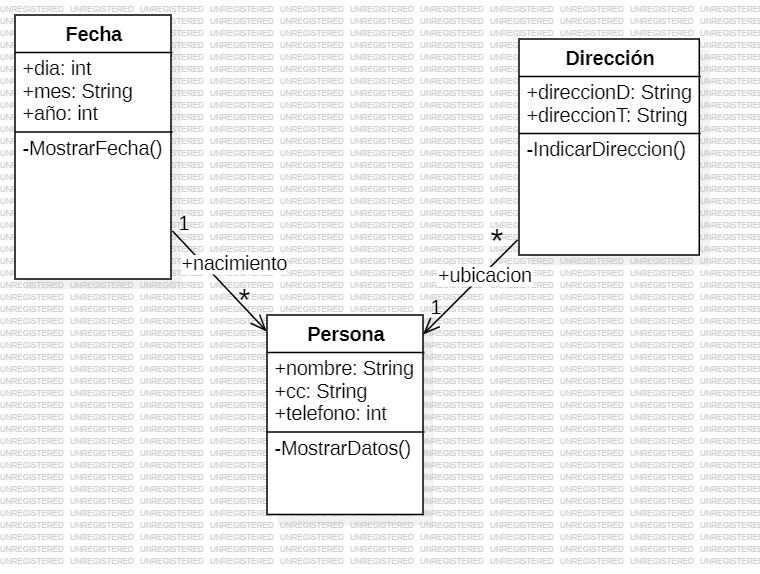 Fecha
+dia: int
+mes: String
+año: int
-MostrarFecha()
Dirección
+direccionD: String
+direccionT: String
-IndicarDireccion()
1
+nacimiento
*
*
+ubicacion
1
Persona
+nombre: String
+cc: String
+telefono: int
-MostrarDatos()
UNREGISTERED